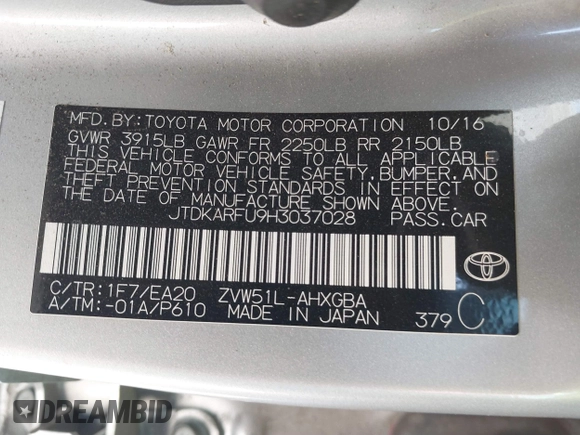 MFD.BY:TOYOTA MOTOR CORPORATION 10/16
GVWR 3915LB GAWR FR 2250LB RR 2150LB
THIS VEHICLE CONFORMS TO ALL APPLICABLE
FEDERAL MOTOR VEHICLE SAFETY,BUMPER,AND
THEFT PREVENTION STANDARDS IN EFFECT ON
THE DATE OF MANUFACTURE SHOWN ABOVE.
JTDKARFU9H3037028 PASS.CAR
C/TR:1F7/EA20 ZVW51L-AHXGBA
A/TM:-01A/P610 MADE IN JAPAN 379 C
DREAMBID